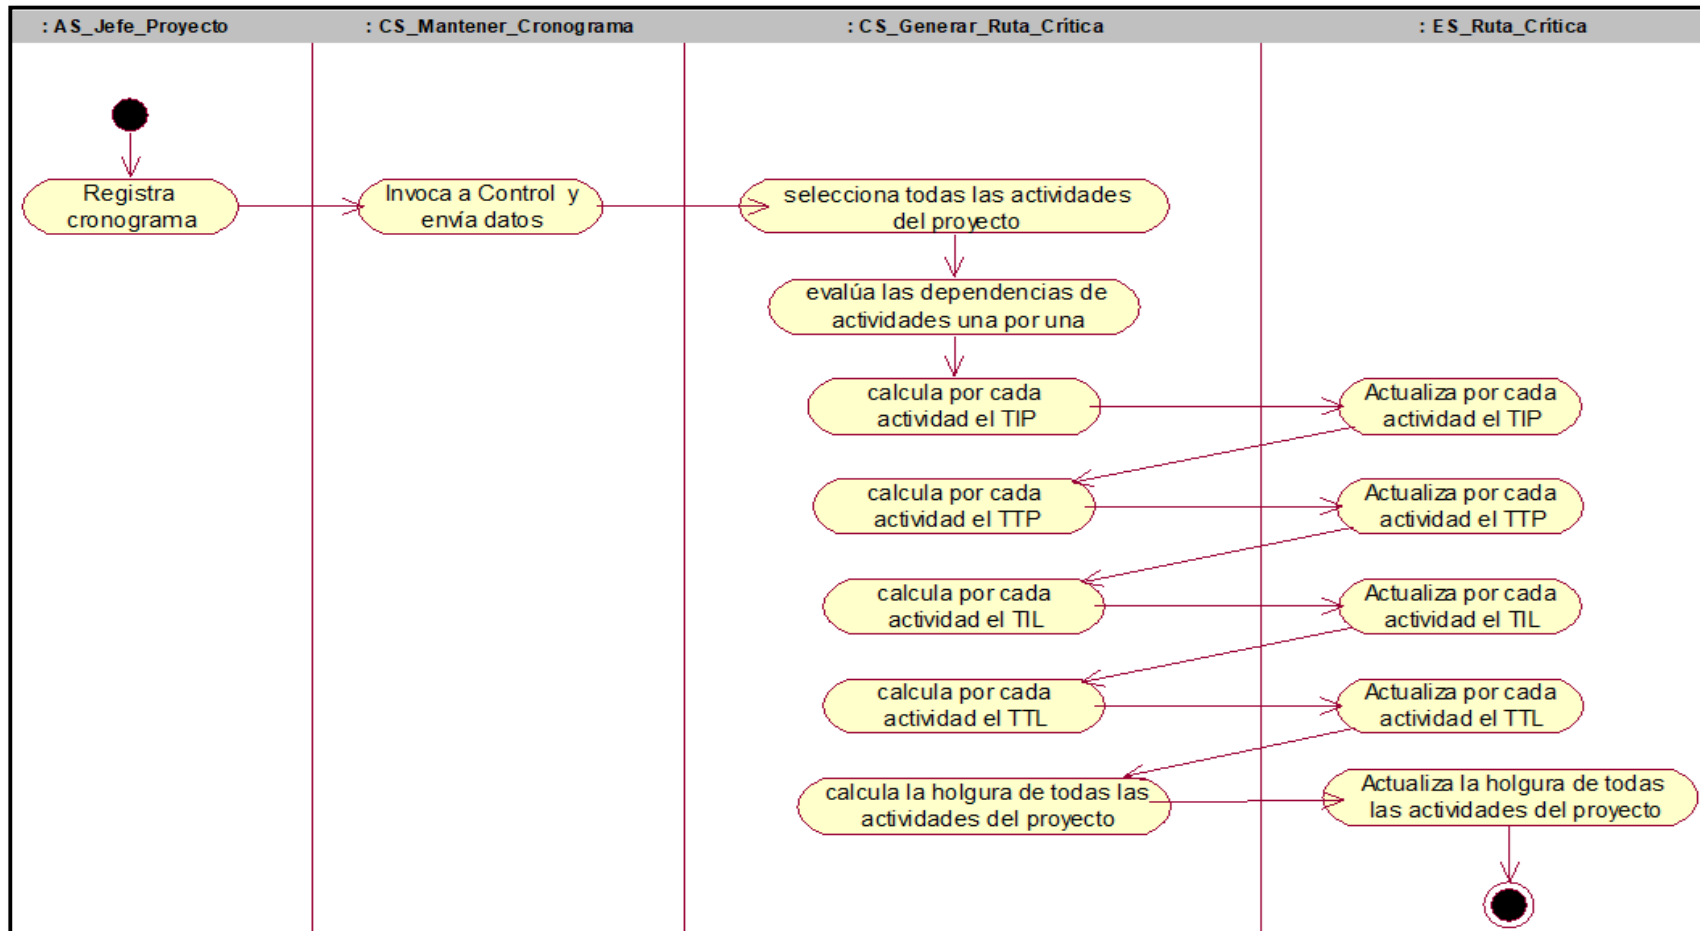 : AS_Jefe_Proyecto
: CS_Mantener_Cronograma
: CS_Generar_Ruta_Crítica
: ES_Ruta_Crítica
Registra
cronograma
Invoca a Control y
envía datos
selecciona todas las actividades
del proyecto
evalúa las dependencias de
actividades una por una
calcula por cada
actividad el TIP
Actualiza por cada
actividad el TIP
calcula por cada
actividad el TTP
Actualiza por cada
actividad el TTP
calcula por cada
actividad el TIL
Actualiza por cada
actividad el TIL
calcula por cada
actividad el TTL
Actualiza por cada
actividad el TTL
calcula la holgura de todas las
actividades del proyecto
Actualiza la holgura de todas
las actividades del proyecto